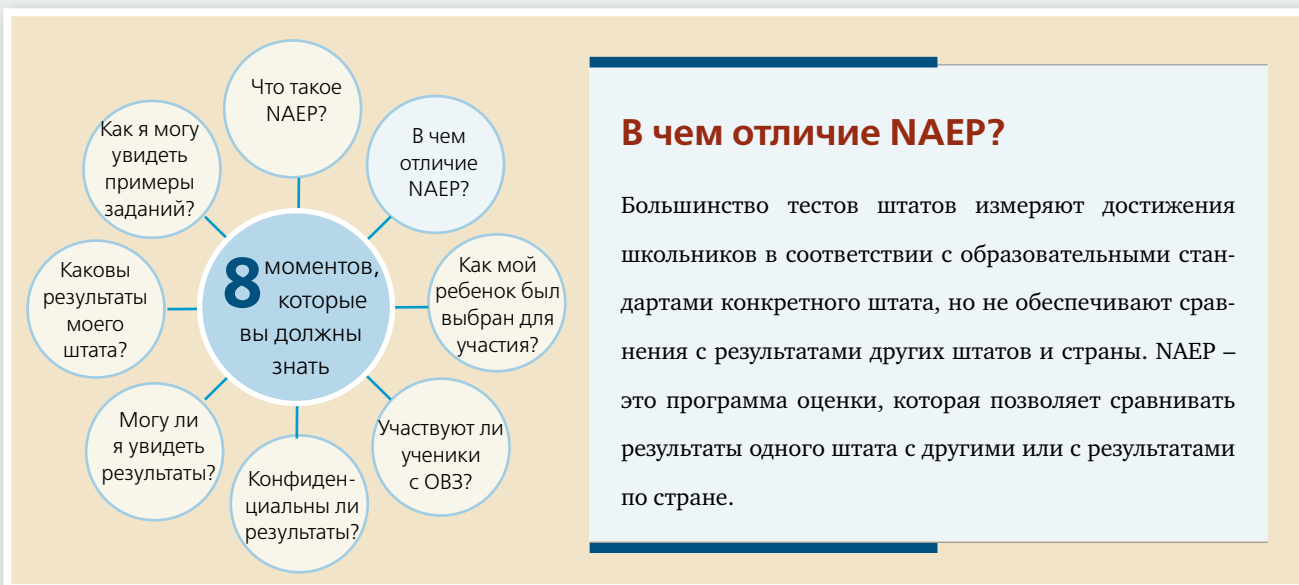 Что такое
NAEP?
В чем
отличие
NAEP?
Как мой
ребенок был
выбран для
участия?
Участвуют ли
ученики
с ОВЗ?
Конфиден-
циальны ли
результаты?
Могу ли
я увидеть
результаты?
Каковы
результаты
моего
штата?
Как я могу
увидеть
примеры
заданий?
8 моментов,
которые
вы должны
знать
В чем отличие NAEP?
Большинство тестов штатов измеряют достижения
школьников в соответствии с образовательными стан-
дартами конкретного штата, но не обеспечивают срав-
нения с результатами других штатов и страны. NAEP –
это программа оценки, которая позволяет сравнивать
результаты одного штата с другими или с результатами
по стране.